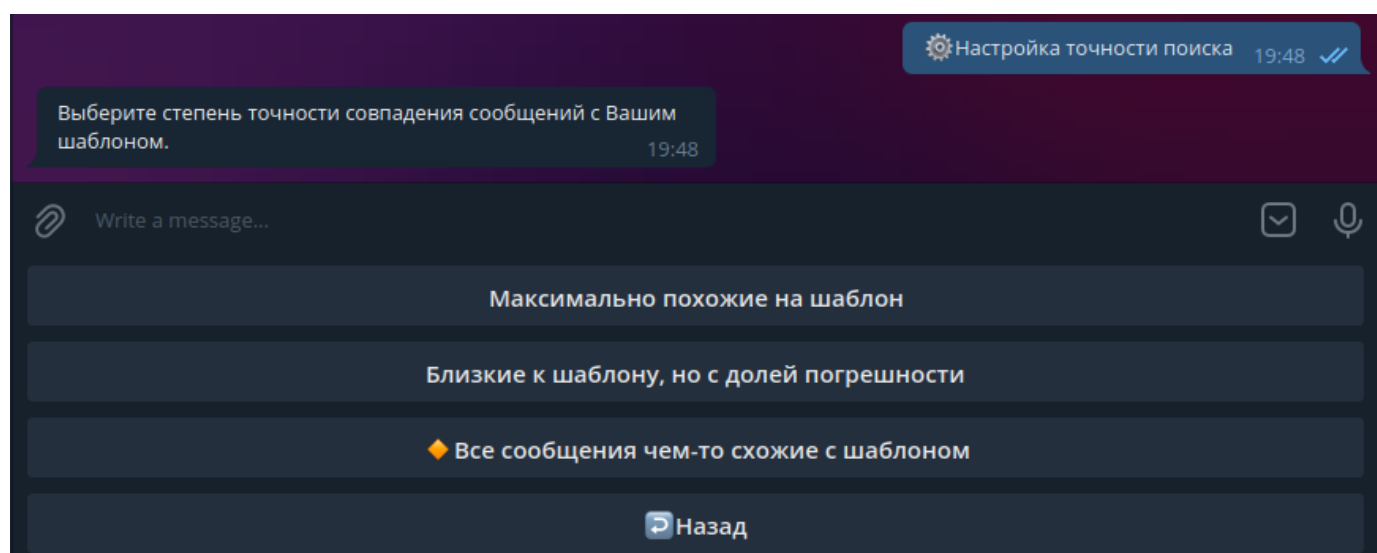 ⚙️Настройка точности поиска 19:48
Выберите степень точности совпадения сообщений с Вашим
шаблоном. 19:48
Write a message...
Максимально похожие на шаблон
Близкие к шаблону, но с долей погрешности
🔸Все сообщения чем-то схожие с шаблоном
↩️Назад